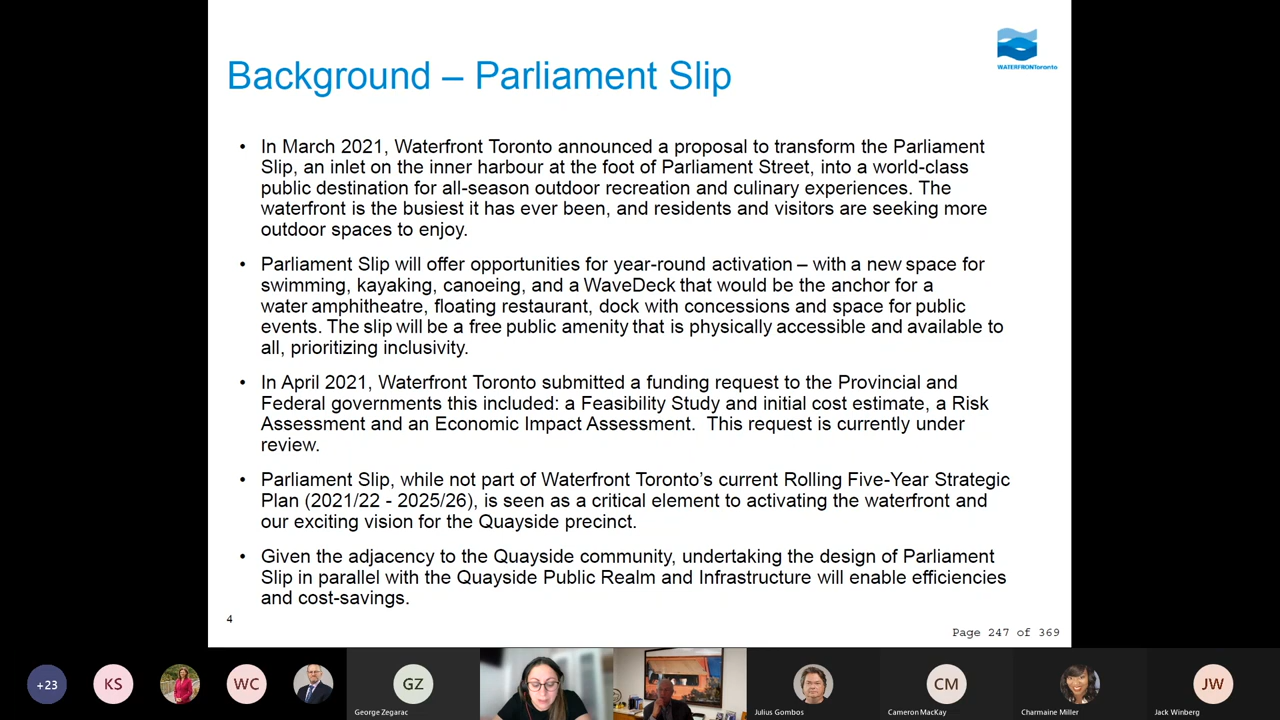 WATERFRONToronto
Background – Parliament Slip
• In March 2021, Waterfront Toronto announced a proposal to transform the Parliament
Slip, an inlet on the inner harbour at the foot of Parliament Street, into a world-class
public destination for all-season outdoor recreation and culinary experiences. The
waterfront is the busiest it has ever been, and residents and visitors are seeking more
outdoor spaces to enjoy.
• Parliament Slip will offer opportunities for year-round activation – with a new space for
swimming, kayaking, canoeing, and a WaveDeck that would be the anchor for a
water amphitheatre, floating restaurant, dock with concessions and space for public
events. The slip will be a free public amenity that is physically accessible and available to
all, prioritizing inclusivity.
• In April 2021, Waterfront Toronto submitted a funding request to the Provincial and
Federal governments this included: a Feasibility Study and initial cost estimate, a Risk
Assessment and an Economic Impact Assessment.  This request is currently under
review.
• Parliament Slip, while not part of Waterfront Toronto's current Rolling Five-Year Strategic
Plan (2021/22 - 2025/26), is seen as a critical element to activating the waterfront and
our exciting vision for the Quayside precinct.
• Given the adjacency to the Quayside community, undertaking the design of Parliament
Slip in parallel with the Quayside Public Realm and Infrastructure will enable efficiencies
and cost-savings.
4
Page 247 of 369
+23
KS
WC
GZ
George Zegarac
Julius Gombos
CM
Cameron MacKay
Charmaine Miller
JW
Jack Winberg